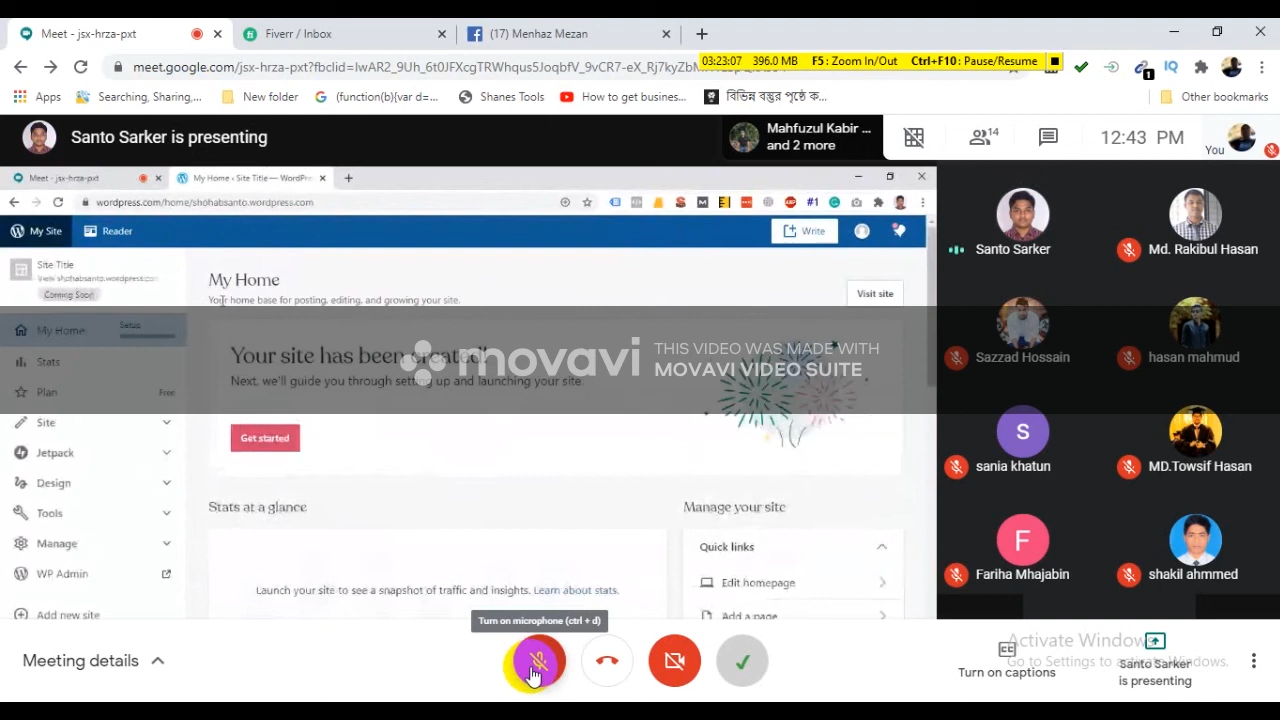 Meet - jsx-hrza-pxt
Fiverr / Inbox
(17) Menhaz Mezan
03:23:07 396.0 MB F5: Zoom In/Out Ctrl+F10: Pause/Resume
Apps
Searching, Sharing,...
New folder
(function(b){var d=...
Shanes Tools
How to get busines...
বিভিন্ন বস্তুর পৃষ্ঠে ক...
Other bookmarks
Santo Sarker is presenting
Mahfuzul Kabir ...
and 2 more
14
12:43 PM
You
Meet - jsx-hrza-pxt
My Home ‹ Site Title — WordPr
wordpress.com/home/shohabsanto.wordpress.com
#1
My Site
Reader
Write
Site Title
www.shohabsanto.wordpress.com
Coming Soon
My Home
Setup
Stats
Plan
Free
Site
Jetpack
Design
Tools
Manage
WP Admin
Add new site
My Home
Your home base for posting, editing, and growing your site.
Visit site
Your site has been created!
Next, we'll guide you through setting up and launching your site.
Get started
Stats at a glance
Launch your site to see a snapshot of traffic and insights. Learn about stats.
Manage your site
Quick links
Edit homepage
Add a page
movavi
THIS VIDEO WAS MADE WITH
MOVAVI VIDEO SUITE
Santo Sarker
Md. Rakibul Hasan
Sazzad Hossain
hasan mahmud
S
sania khatun
MD.Towsif Hasan
F
Fariha Mhajabin
shakil ahmmed
Turn on microphone (ctrl + d)
Meeting details
Turn on captions
Santo Sarker
is presenting
Activate Windows
Go to Settings to activate Windows.